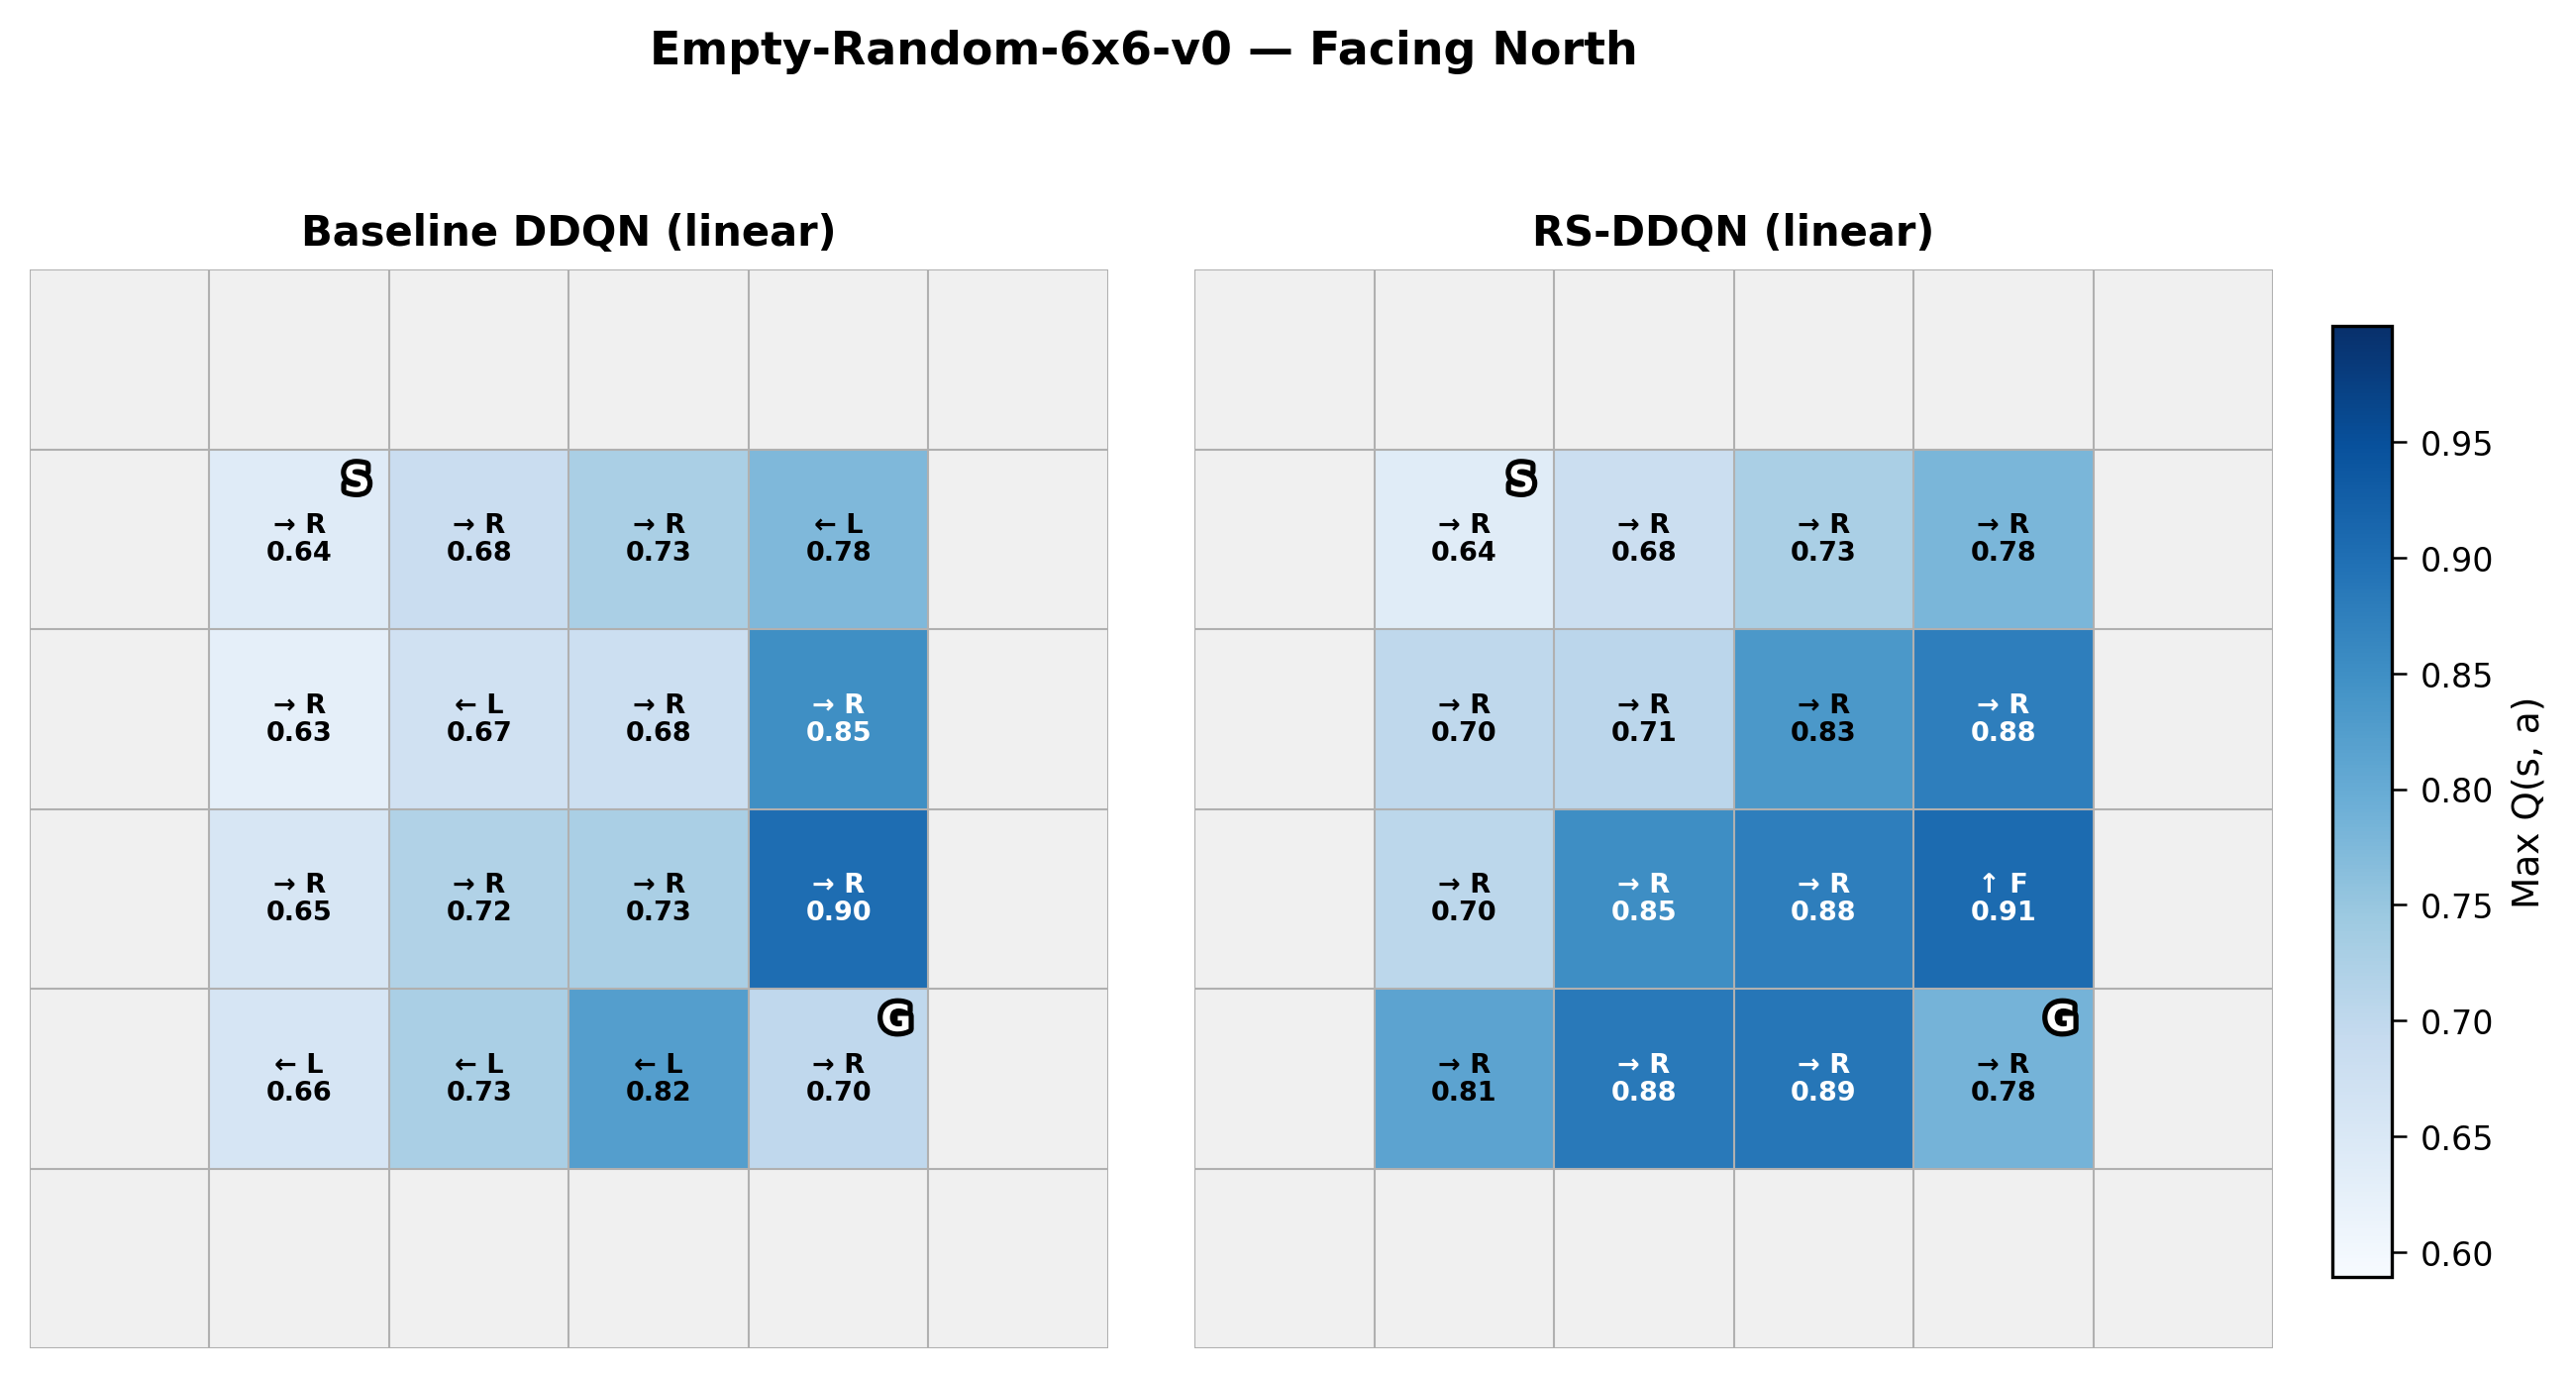 Empty-Random-6x6-v0 — Facing North
Baseline DDQN (linear)
S
→ R
0.64
→ R
0.68
→ R
0.73
← L
0.78
→ R
0.63
← L
0.67
→ R
0.68
→ R
0.85
→ R
0.65
→ R
0.72
→ R
0.73
→ R
0.90
G
← L
0.66
← L
0.73
← L
0.82
→ R
0.70
RS-DDQN (linear)
S
→ R
0.64
→ R
0.68
→ R
0.73
→ R
0.78
→ R
0.70
→ R
0.71
→ R
0.83
→ R
0.88
→ R
0.70
→ R
0.85
→ R
0.88
↑ F
0.91
G
→ R
0.81
→ R
0.88
→ R
0.89
→ R
0.78
0.95
0.90
0.85
0.80
0.75
0.70
0.65
0.60
Max Q(s, a)